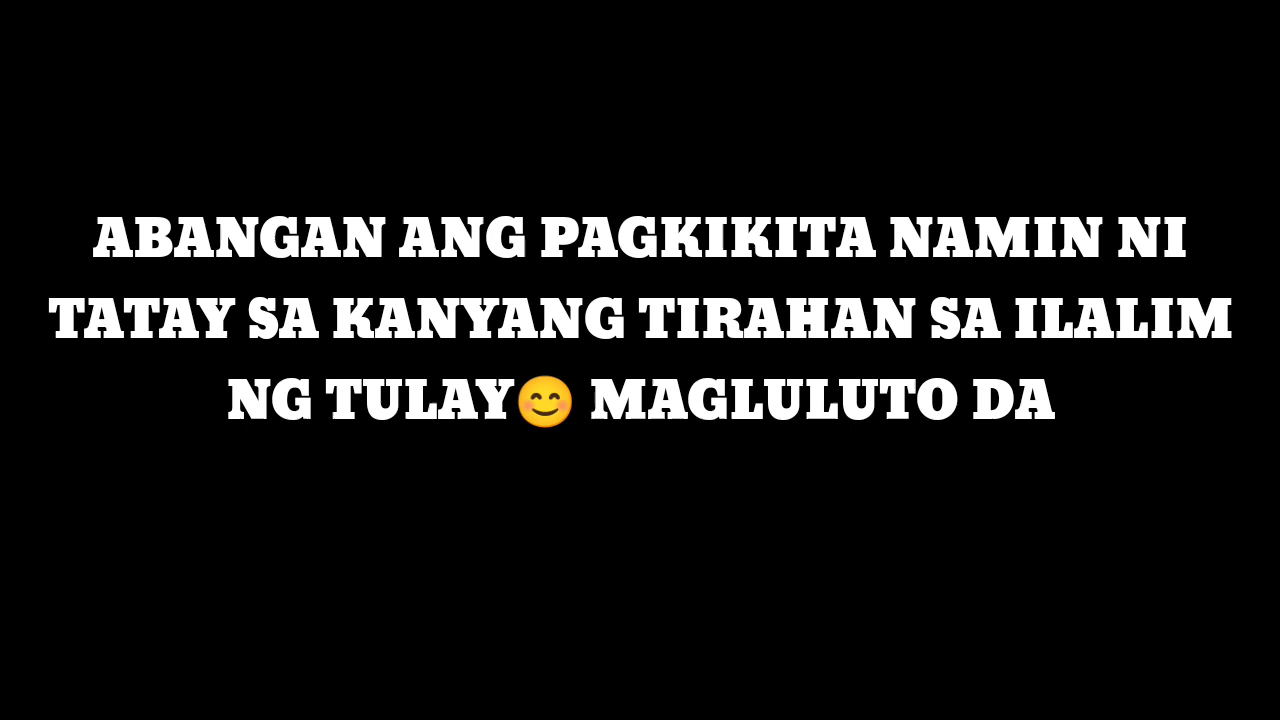 ABANGAN ANG PAGKIKITA NAMIN NI
TATAY SA KANYANG TIRAHAN SA ILALIM
NG TULAY😊 MAGLULUTO DA